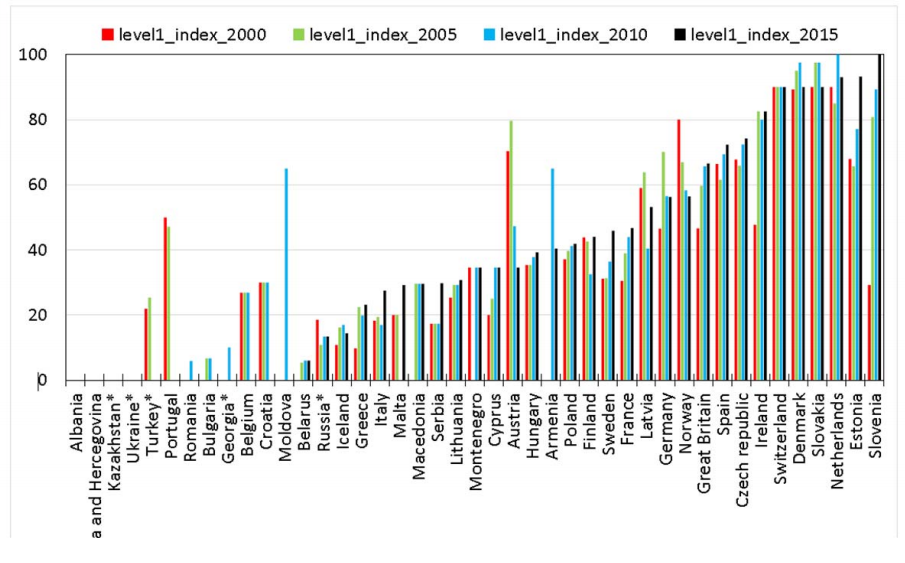 level1_index_2000 level1_index_2005 level1_index_2010 level1_index_2015
100
80
60
40
20
0
Albania
a and Hercegovina
Kazakhstan*
Ukraine*
Turkey*
Portugal
Romania
Bulgaria
Georgia*
Belgium
Croatia
Moldova
Belarus
Russia*
Iceland
Greece
Italy
Malta
Macedonia
Serbia
Lithuania
Montenegro
Cyprus
Austria
Hungary
Armenia
Poland
Finland
Sweden
France
Latvia
Germany
Norway
Great Britain
Spain
Czech republic
Ireland
Switzerland
Denmark
Slovakia
Netherlands
Estonia
Slovenia